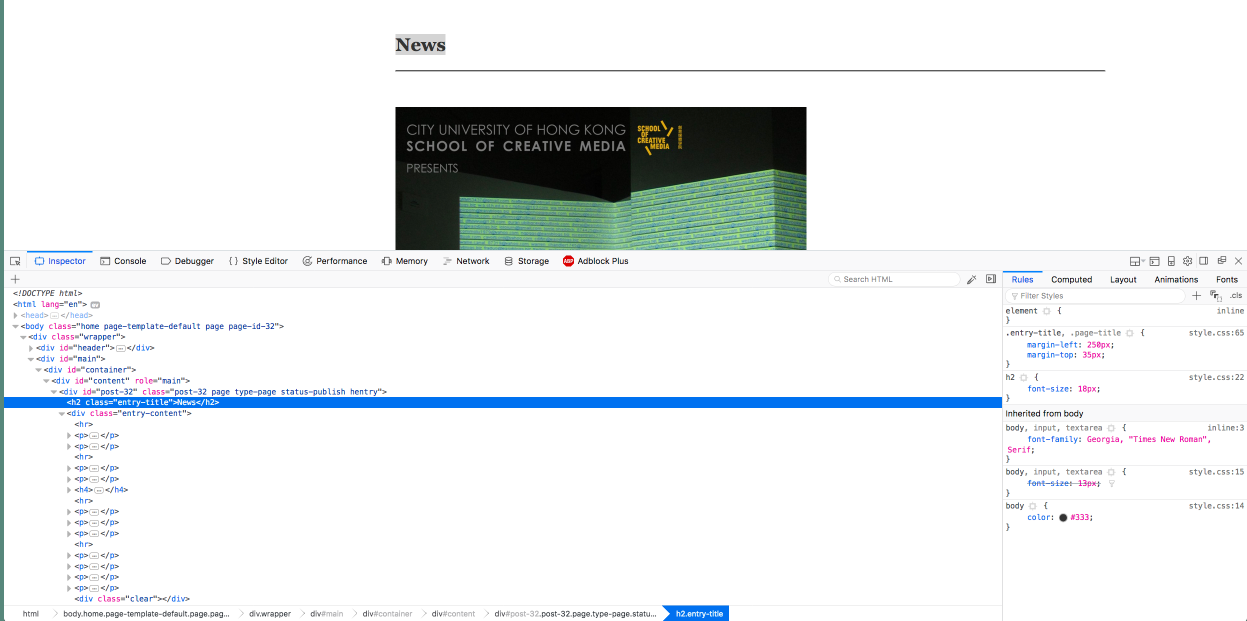 News
CITY UNIVERSITY OF HONG KONG
SCHOOL OF CREATIVE MEDIA
PRESENTS
SCHOOL
OF
CREATIVE
MEDIA
Inspector Console Debugger { } Style Editor Performance Memory Network Storage ABP Adblock Plus
+ Search HTML
<!DOCTYPE html>
<html lang="en"> ev
<head>…</head>
<body class="home page-template-default page page-id-32">
<div class="wrapper">
<div id="header">…</div>
<div id="main">
<div id="container">
<div id="content" role="main">
<div id="post-32" class="post-32 page type-page status-publish hentry">
<h2 class="entry-title">News</h2>
<div class="entry-content">
<hr>
<p>…</p>
<p>…</p>
<hr>
<p>…</p>
<p>…</p>
<h4>…</h4>
<hr>
<p>…</p>
<p>…</p>
<p>…</p>
<hr>
<p>…</p>
<p>…</p>
<p>…</p>
<p>…</p>
<div class="clear"></div>
html body.home.page-template-default.page.pag... div.wrapper div#main div#container div#content div#post-32.post-32.page.type-page.statu... h2.entry-title
Rules Computed Layout Animations Fonts
Filter Styles + .cls
element { inline
}
.entry-title, .page-title { style.css:65
margin-left: 250px;
margin-top: 35px;
}
h2 { style.css:22
font-size: 18px;
}
Inherited from body
body, input, textarea { inline:3
font-family: Georgia, "Times New Roman",
Serif;
}
body, input, textarea { style.css:15
font-size: 13px;
}
body { style.css:14
color: #333;
}